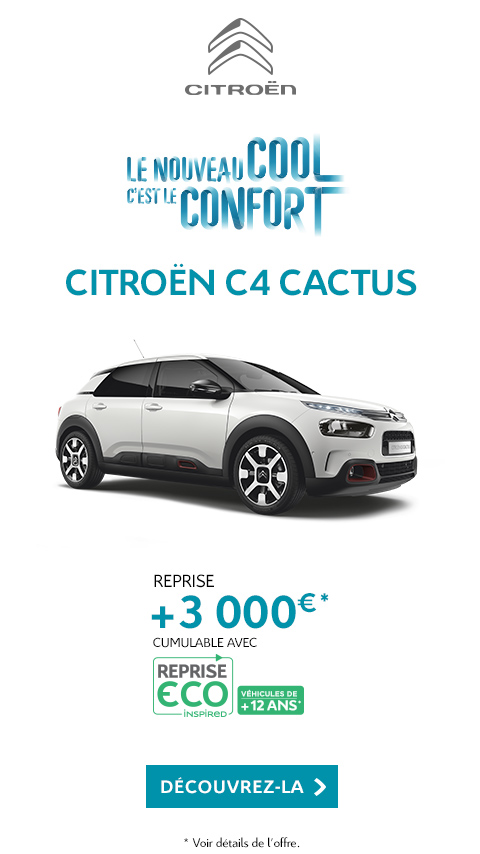 CITROËN
LE NOUVEAU COOL
C'EST LE CONFORT
CITROËN C4 CACTUS
REPRISE
+3 000€*
CUMULABLE AVEC
REPRISE
ECO
inspired
VÉHICULES DE
+12 ANS*
DÉCOUVREZ-LA
* Voir détails de l'offre.